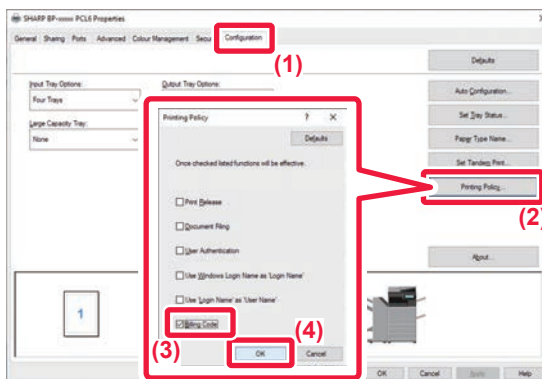 SHARP BP-xxxxx PCL6 Properties
General Sharing Ports Advanced Colour Management Secu Configuration
(1)
Defaults
Input Tray Options:
Output Tray Options:
Four Trays
Auto Configuration...
Large Capacity Tray:
Set Tray Status...
None
Paper Type Name...
Set Tandem Print...
Printing Policy...
(2)
About...
Printing Policy
? ×
Defaults
Once checked listed functions will be effective.
Print Release
Document Filing
User Authentication
Use Windows Login Name as 'Login Name'
Use 'Login Name' as 'User Name'
Billing Code
(3)
(4)
OK Cancel
1
OK Cancel Apply Help